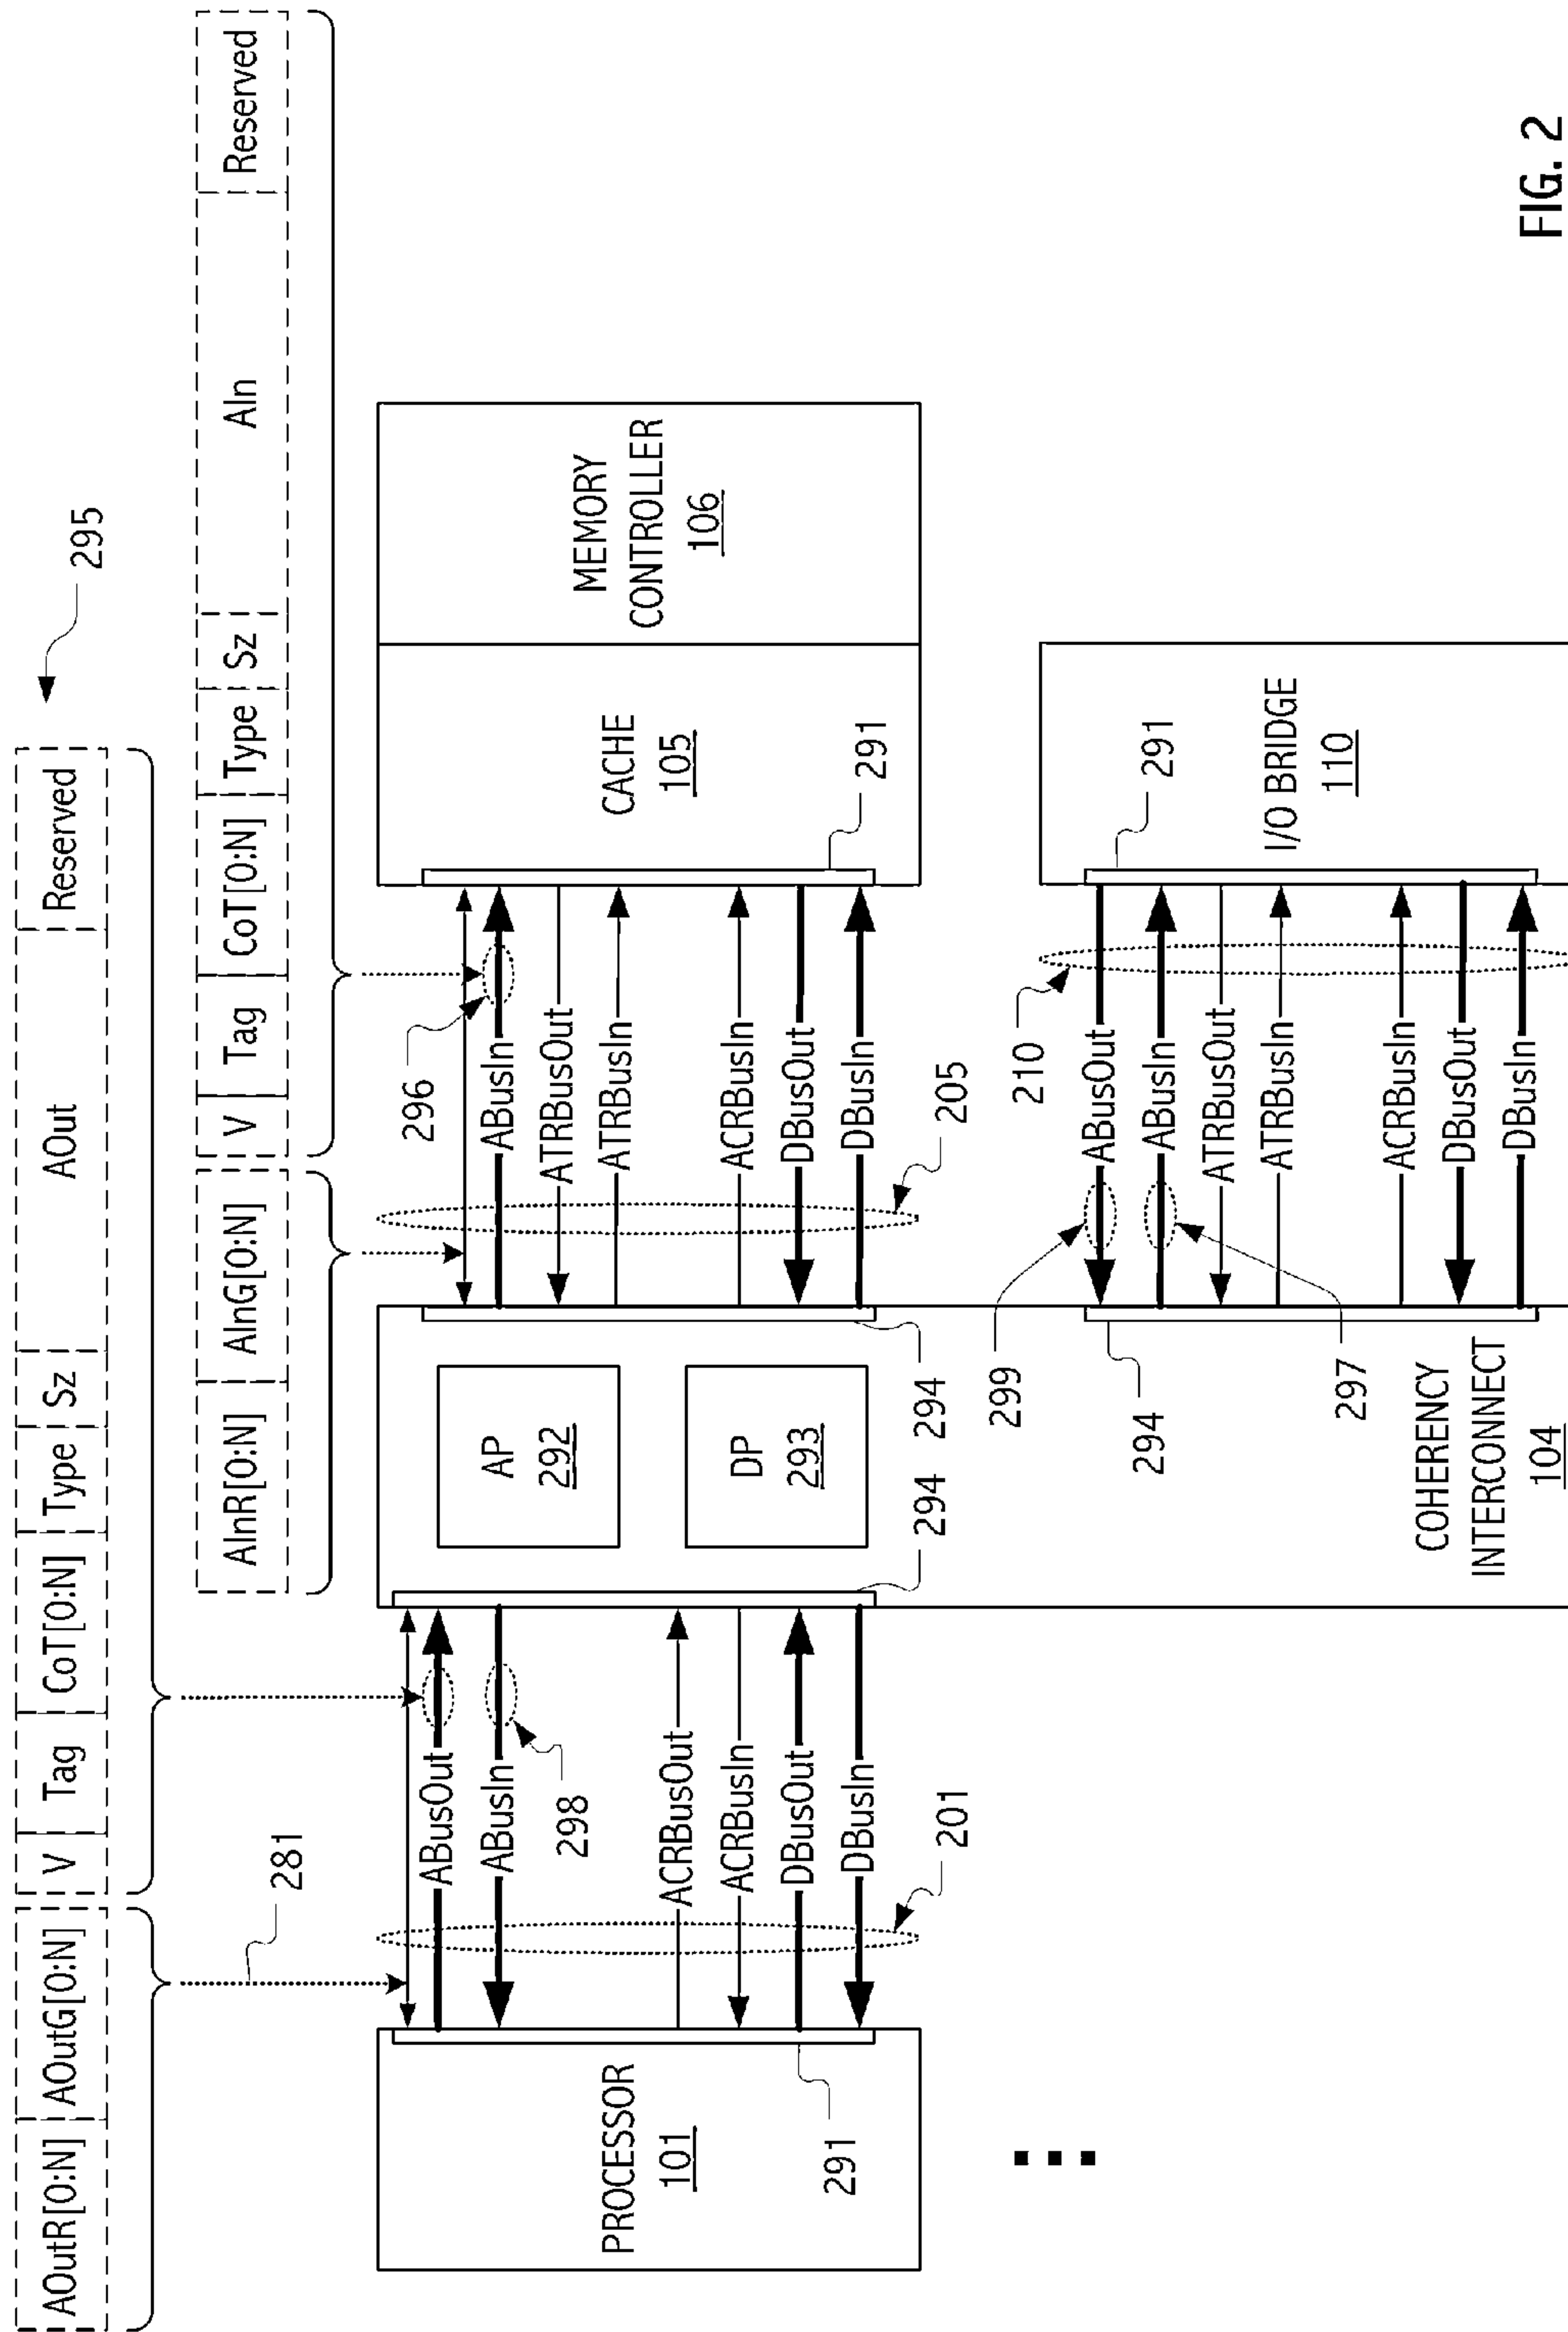 AOutR[0:N] AOutG[0:N] V Tag CoT[0:N] Type Sz AOut Reserved
295
281
AInR[0:N] AInG[0:N] V Tag CoT[0:N] Type Sz AIn Reserved
PROCESSOR
101
291
ABusOut
ABusIn
298
ACRBusOut
ACRBusIn
DBusOut
DBusIn
201
294
AP
292
DP
293
294
COHERENCY
INTERCONNECT
104
296
ABusIn
ATRBusOut
ATRBusIn
ACRBusIn
DBusOut
DBusIn
205
CACHE
105
291
MEMORY
CONTROLLER
106
299
294
297
210
ABusOut
ABusIn
ATRBusOut
ATRBusIn
ACRBusIn
DBusOut
DBusIn
291
I/O BRIDGE
110
FIG. 2